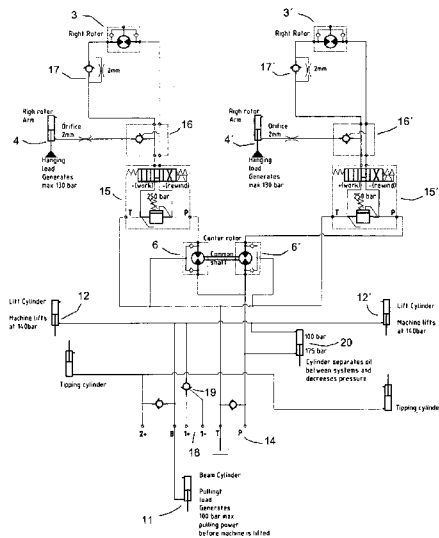 3
3´
Right Rotor
Right Rotor
17
2mm
17´
2mm
Righ rotor
Arm
Orifice
2mm
16
Right rotor
Arm
Orifice
2mm
16´
4
4´
Hanging
load
Generates
max 130 bar
Hanging
load
Generates
max 130 bar
15
+(work) -(rewind)
250 bar
T P
15´
+(work) -(rewind)
250 bar
T P
Center rotor
6
Common
shaft
6´
12
Lift Cylinder
Machine lifts
at 140bar
12´
Lift Cylinder
Machine lifts
at 140bar
100 bar
175 bar
20
Cylinder separates oil
between systems and
decreeses pressure
Tipping cylinder
Tipping cylinder
19
2+ B 1+ 1- T P
18
14
Beam Cylinder
11
Pullingt
load
Generates
100 bar max
pulling power
before machine is lifted